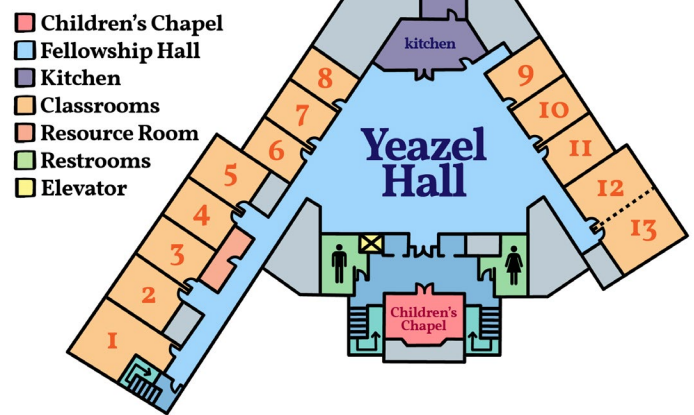 Children's Chapel
Fellowship Hall
Kitchen
Classrooms
Resource Room
Restrooms
Elevator
kitchen
Yeazel
Hall
8
7
6
5
4
3
2
1
9
10
11
12
13
Children's
Chapel